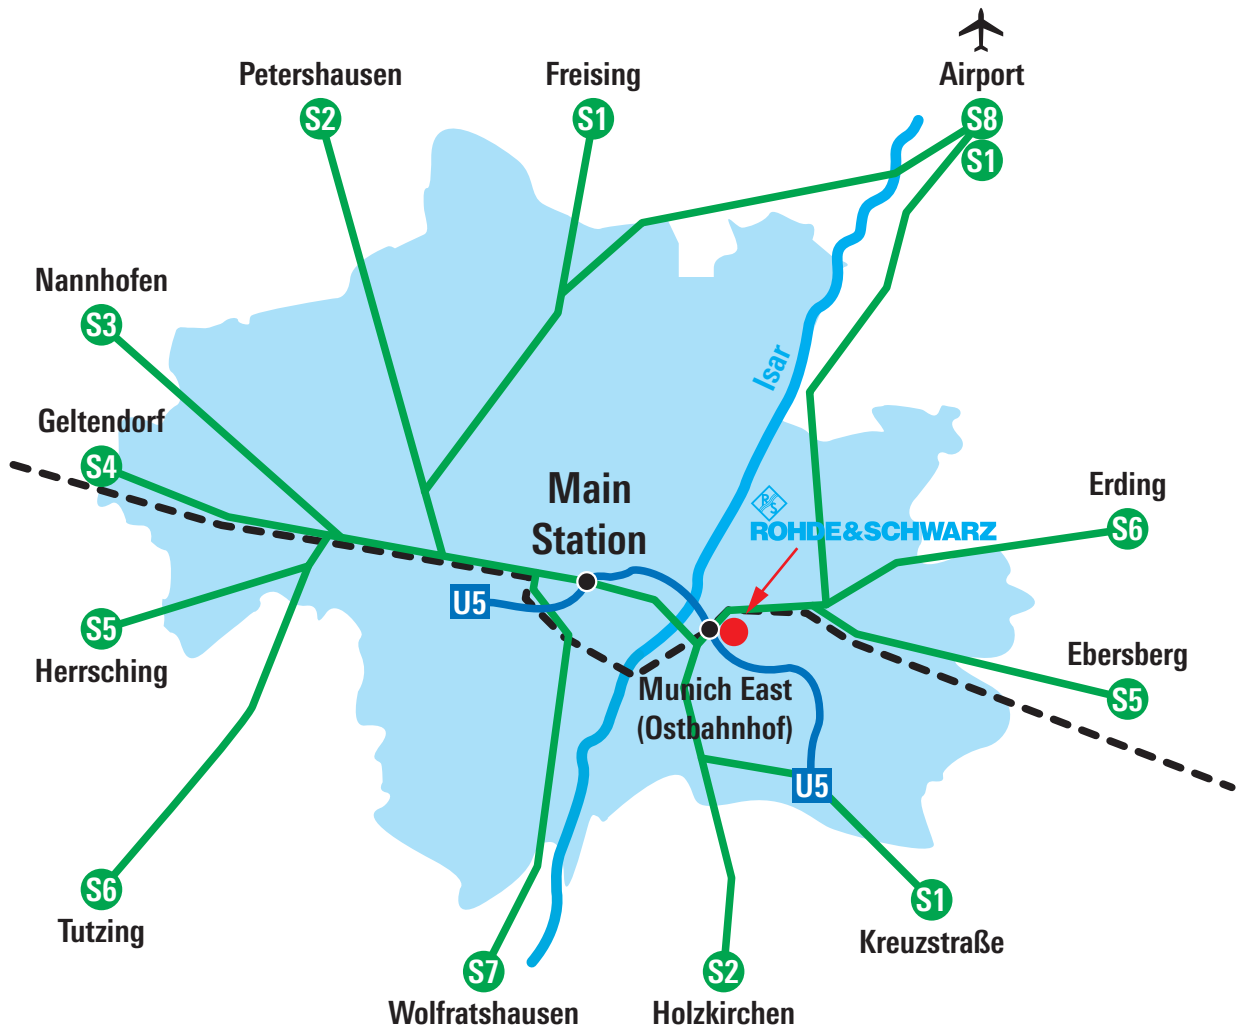 Airport
S8
S1
Petershausen
S2
Freising
S1
Nannhofen
S3
Isar
Geltendorf
S4
Main
Station
R
S
ROHDE&SCHWARZ
Erding
S6
U5
S5
Herrsching
Munich East
(Ostbahnhof)
Ebersberg
S5
U5
S6
Tutzing
S1
Kreuzstraße
S7
Wolfratshausen
S2
Holzkirchen